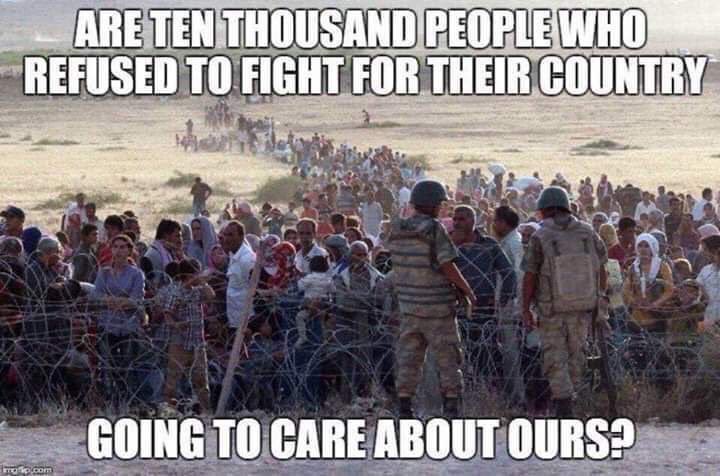 ARE TEN THOUSAND PEOPLE WHO
REFUSED TO FIGHT FOR THEIR COUNTRY
GOING TO CARE ABOUT OURS?
imgflip.com